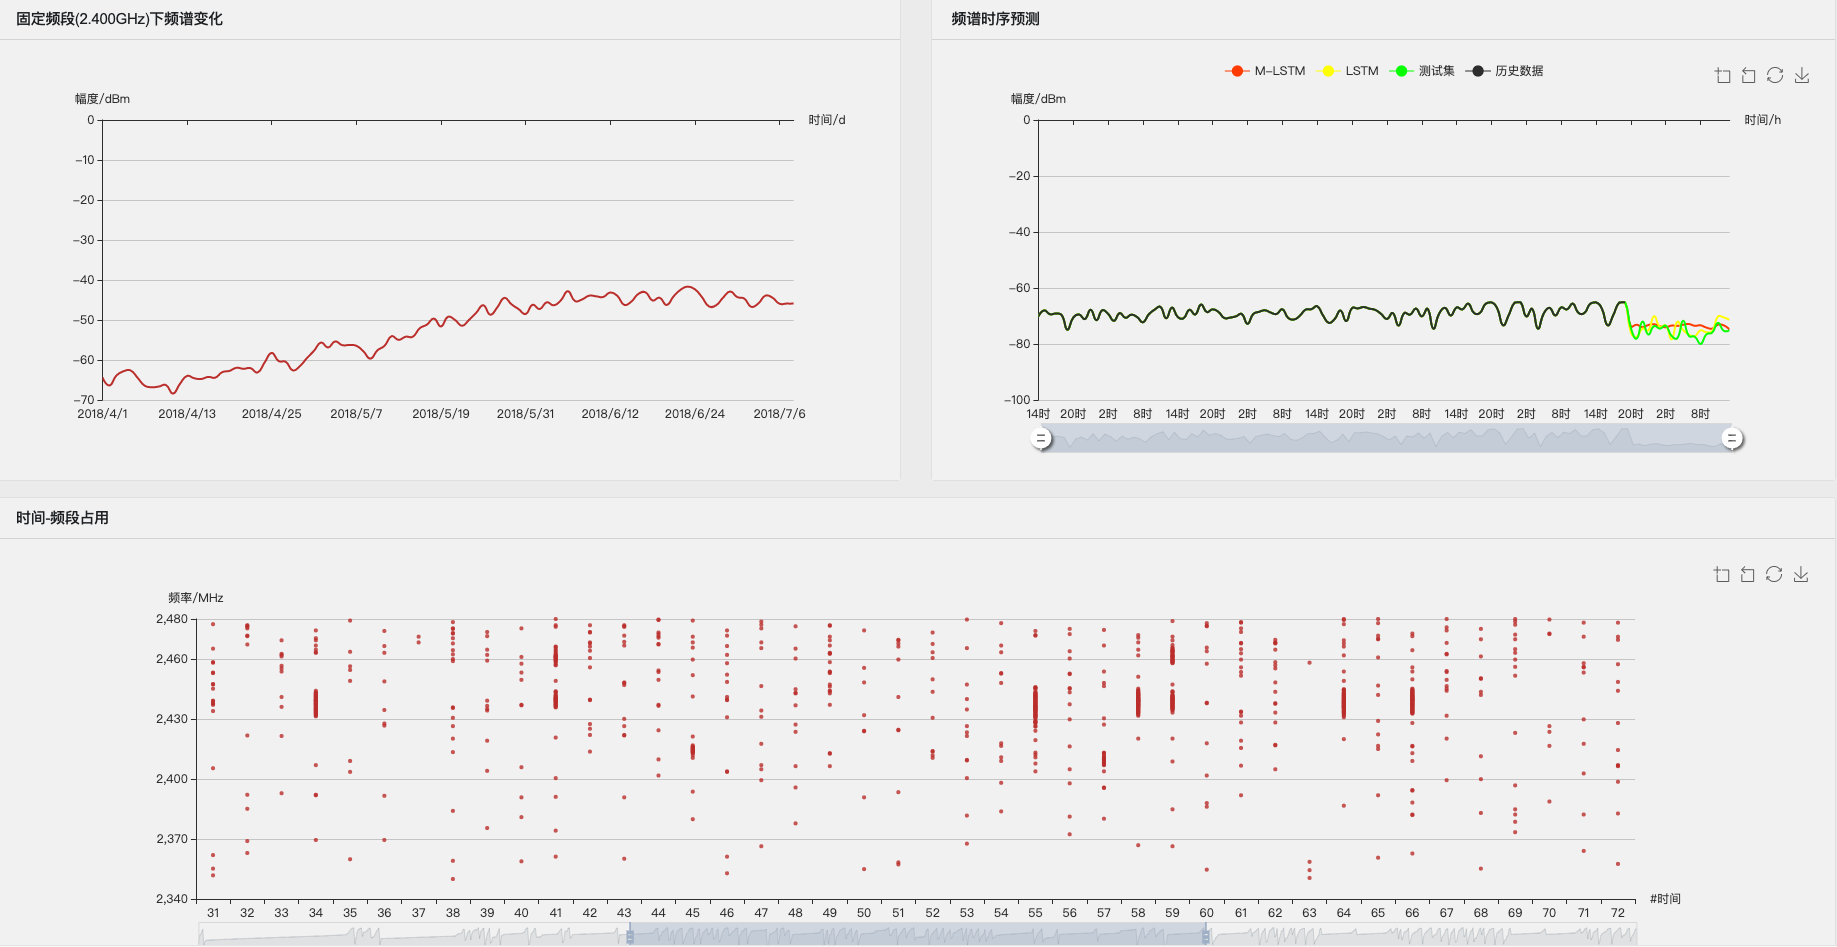 固定频段(2.400GHz)下频谱变化
幅度/dBm
0
时间/d
-10
-20
-30
-40
-50
-60
-70
2018/4/1 2018/4/13 2018/4/25 2018/5/7 2018/5/19 2018/5/31 2018/6/12 2018/6/24 2018/7/6
频谱时序预测
M-LSTM LSTM 测试集 历史数据
幅度/dBm
0
时间/h
-20
-40
-60
-80
-100
14时 20时 2时 8时 14时 20时 2时 8时 14时 20时 2时 8时 14时 20时 2时 8时 14时 20时 2时 8时
时间-频段占用
频率/MHz
2,480
2,460
2,430
2,400
2,370
2,340
#时间
31 32 33 34 35 36 37 38 39 40 41 42 43 44 45 46 47 48 49 50 51 52 53 54 55 56 57 58 59 60 61 62 63 64 65 66 67 68 69 70 71 72